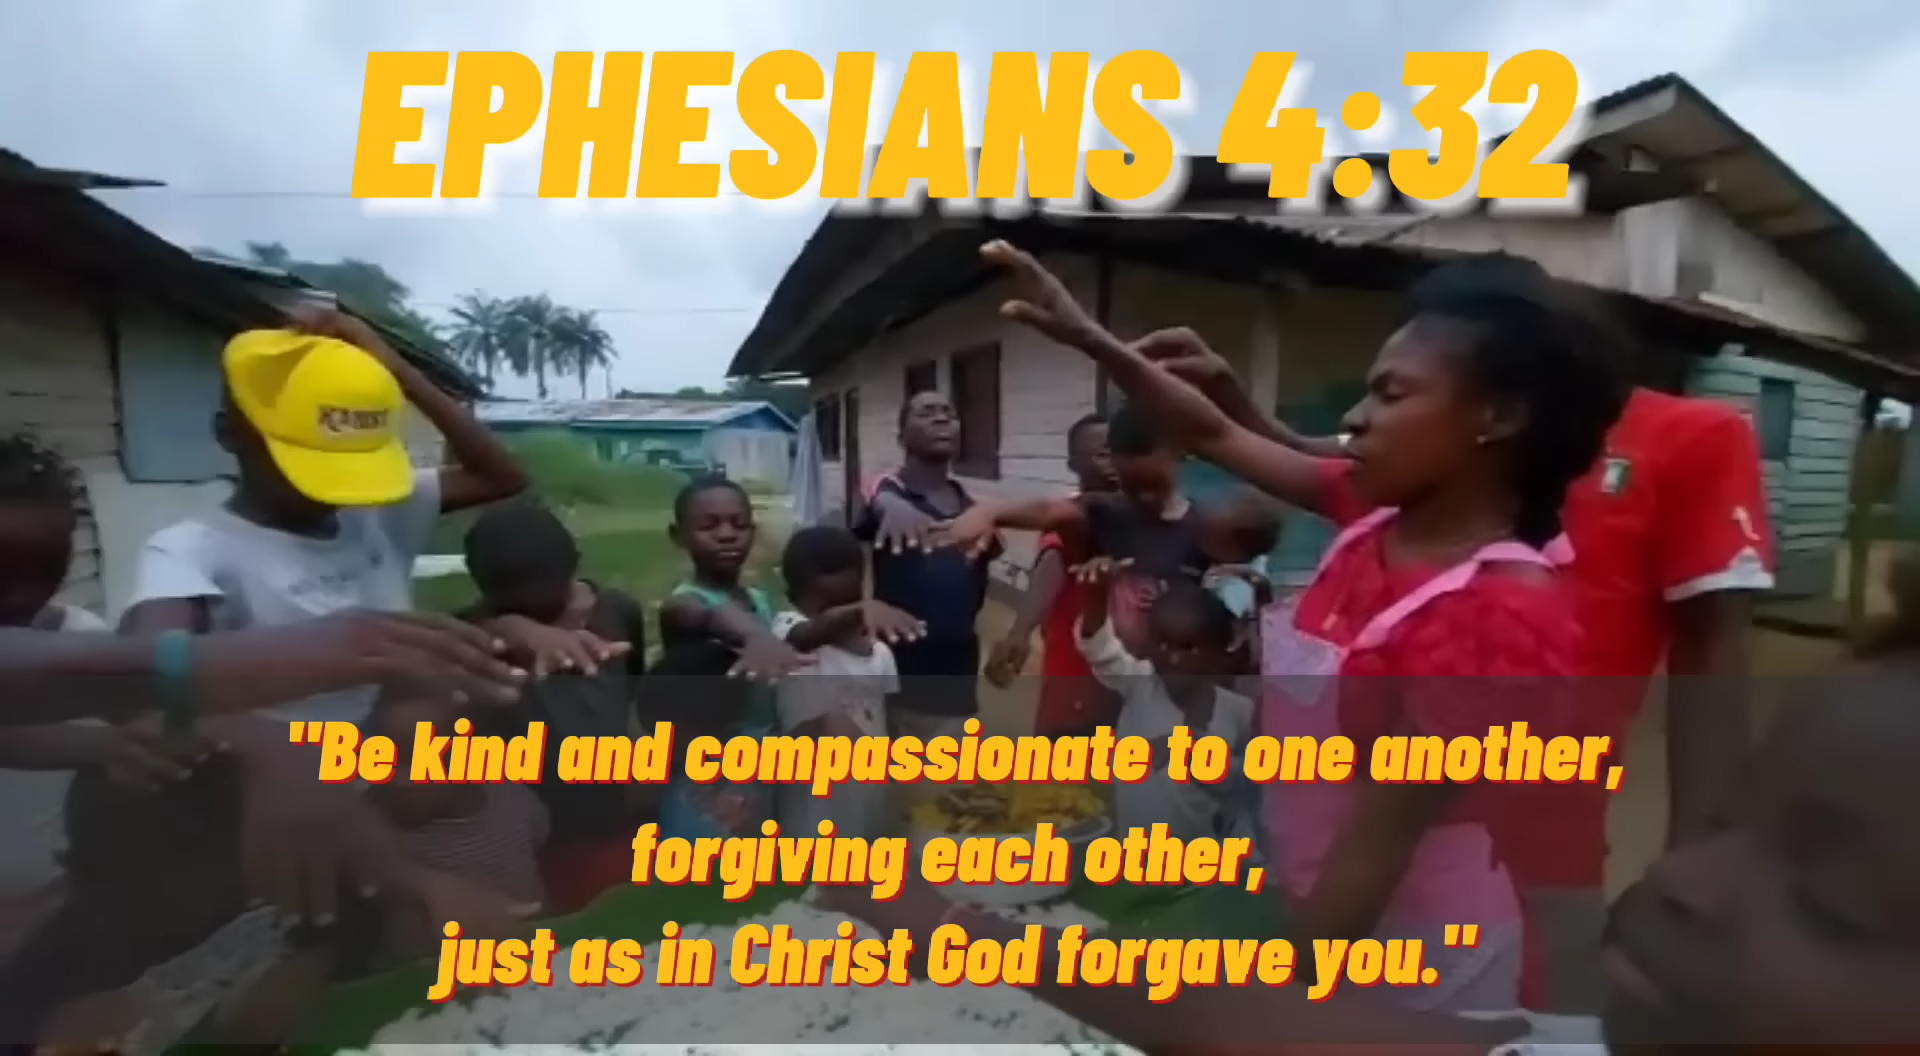 EPHESIANS 4:32
"Be kind and compassionate to one another,
forgiving each other,
just as in Christ God forgave you."